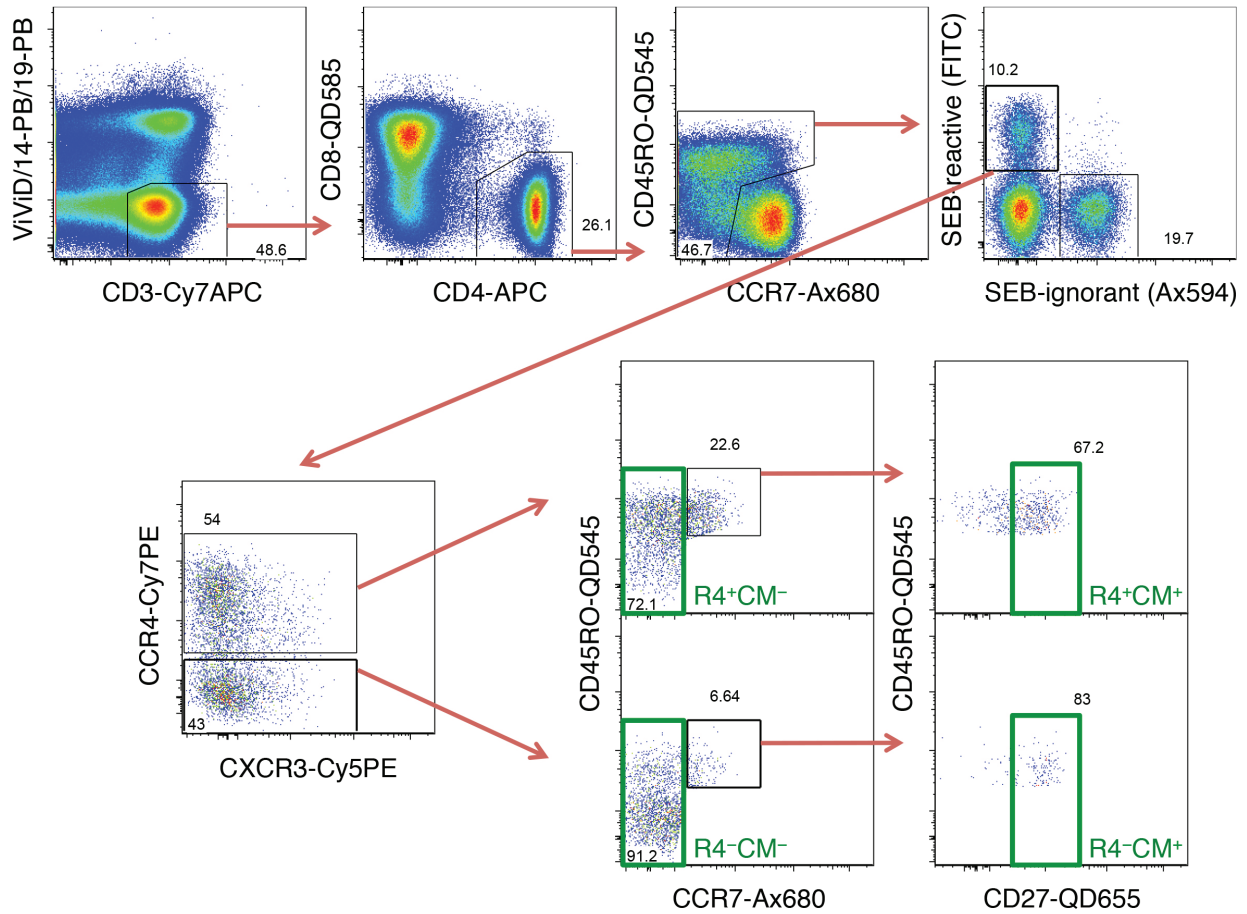 ViViD/14-PB/19-PB
48.6
CD3-Cy7APC
CD8-QD585
26.1
CD4-APC
CD45RO-QD545
46.7
CCR7-Ax680
SEB-reactive (FITC)
10.2
19.7
SEB-ignorant (Ax594)
CCR4-Cy7PE
54
43
CXCR3-Cy5PE
CD45RO-QD545
22.6
72.1
R4⁺CM⁻
6.64
91.2
R4⁻CM⁻
CCR7-Ax680
CD45RO-QD545
67.2
R4⁺CM⁺
83
R4⁻CM⁺
CD27-QD655